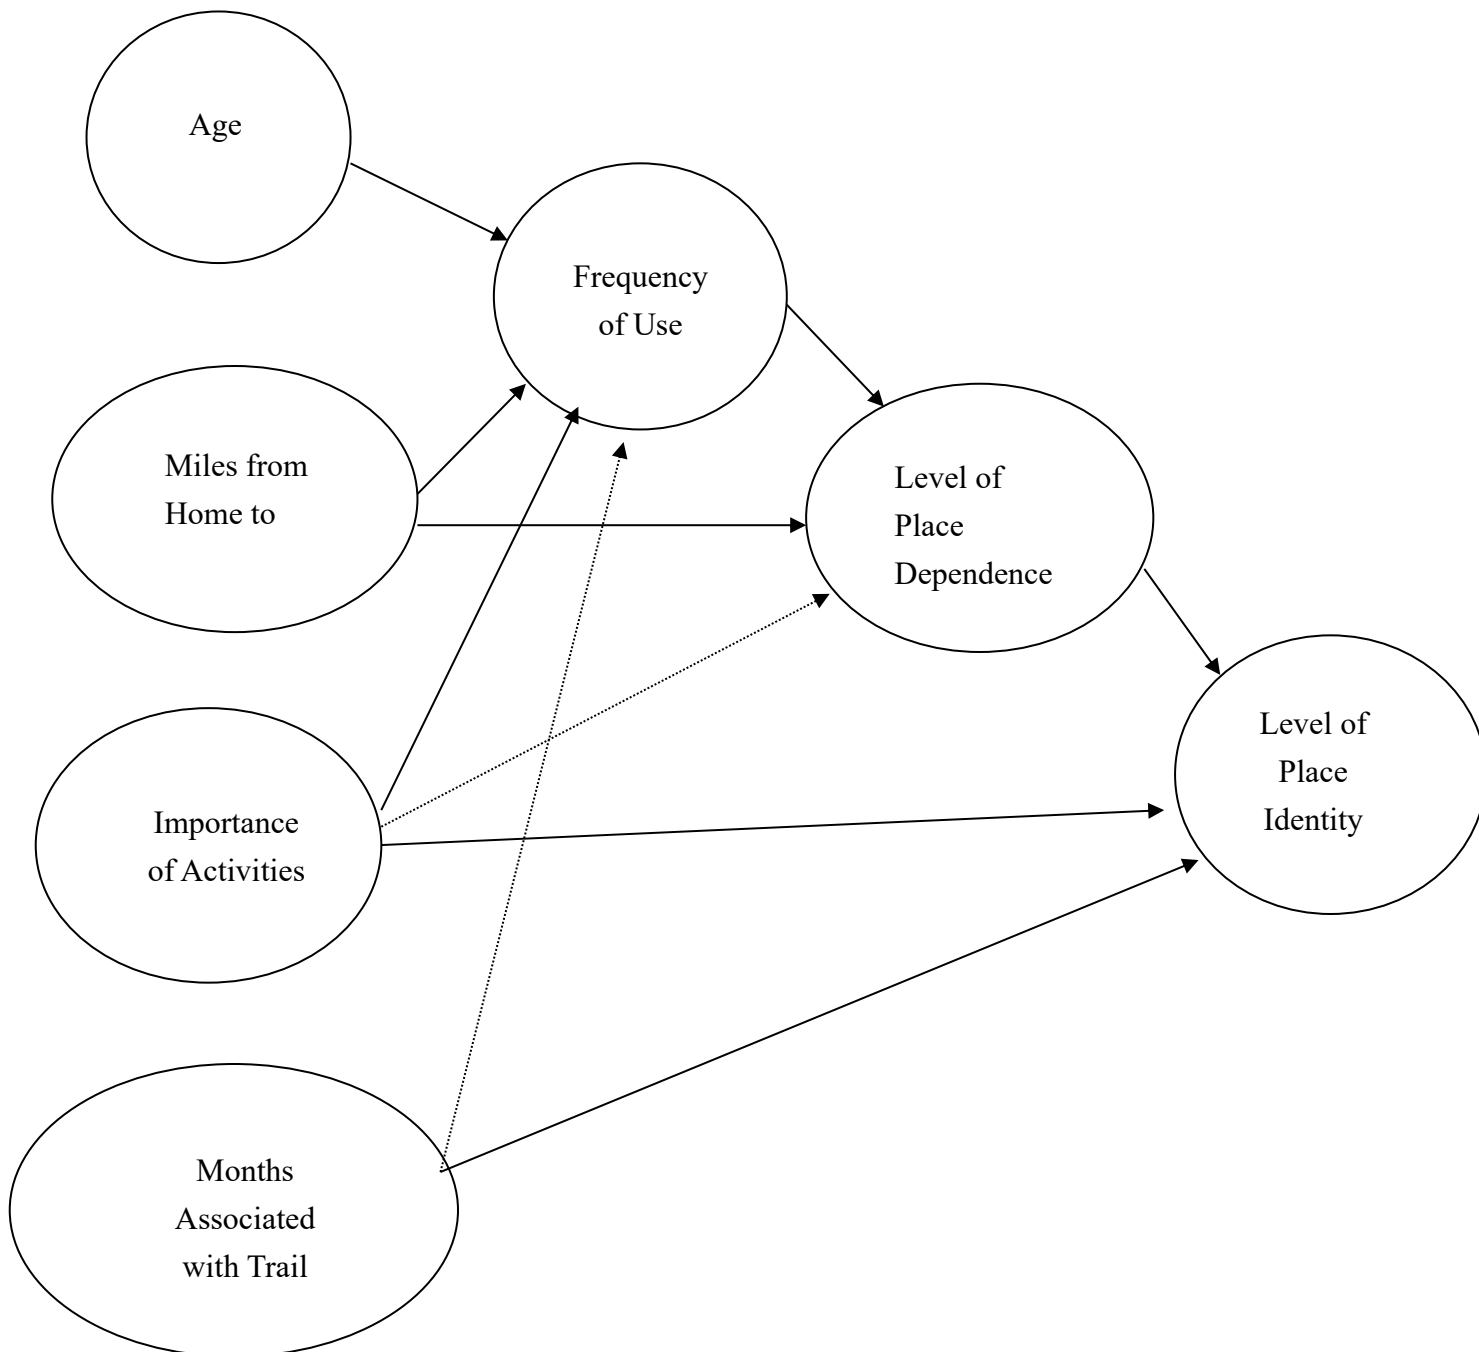 Age
Frequency
of Use
Miles from
Home to
Level of
Place
Dependence
Level of
Place
Identity
Importance
of Activities
Months
Associated
with Trail